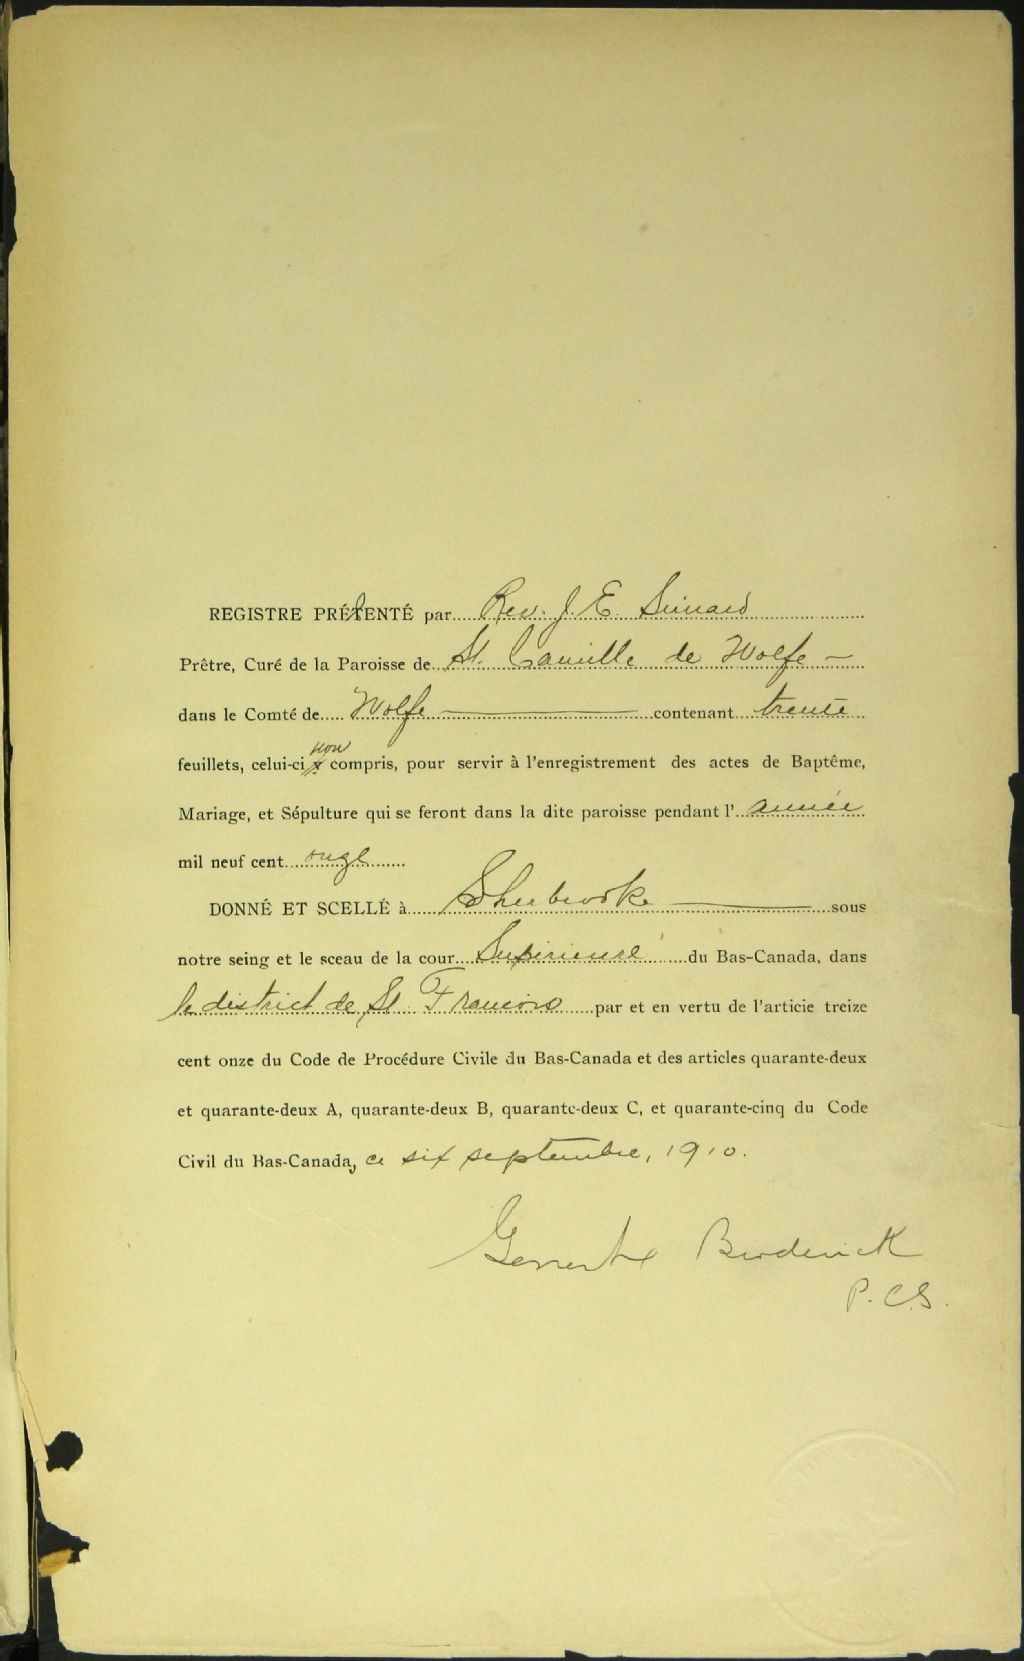 REGISTRE PRÉSENTÉ par Rev. J. E. Simard
Prêtre, Curé de la Paroisse de St. Camille de Wolfe —
dans le Comté de Wolfe — contenant trente
feuillets, celui-ci non compris, pour servir à l'enregistrement des actes de Baptême,
Mariage, et Sépulture qui se feront dans la dite paroisse pendant l' année
mil neuf cent onze
DONNÉ ET SCELLÉ à Sherbrooke — sous
notre seing et le sceau de la cour Supérieure du Bas-Canada, dans
le district de St Francois par et en vertu de l'articie treize
cent onze du Code de Procédure Civile du Bas-Canada et des articles quarante-deux
et quarante-deux A, quarante-deux B, quarante-deux C, et quarante-cinq du Code
Civil du Bas-Canada, ce six septembre, 1910.
Broderick
P. C. S.